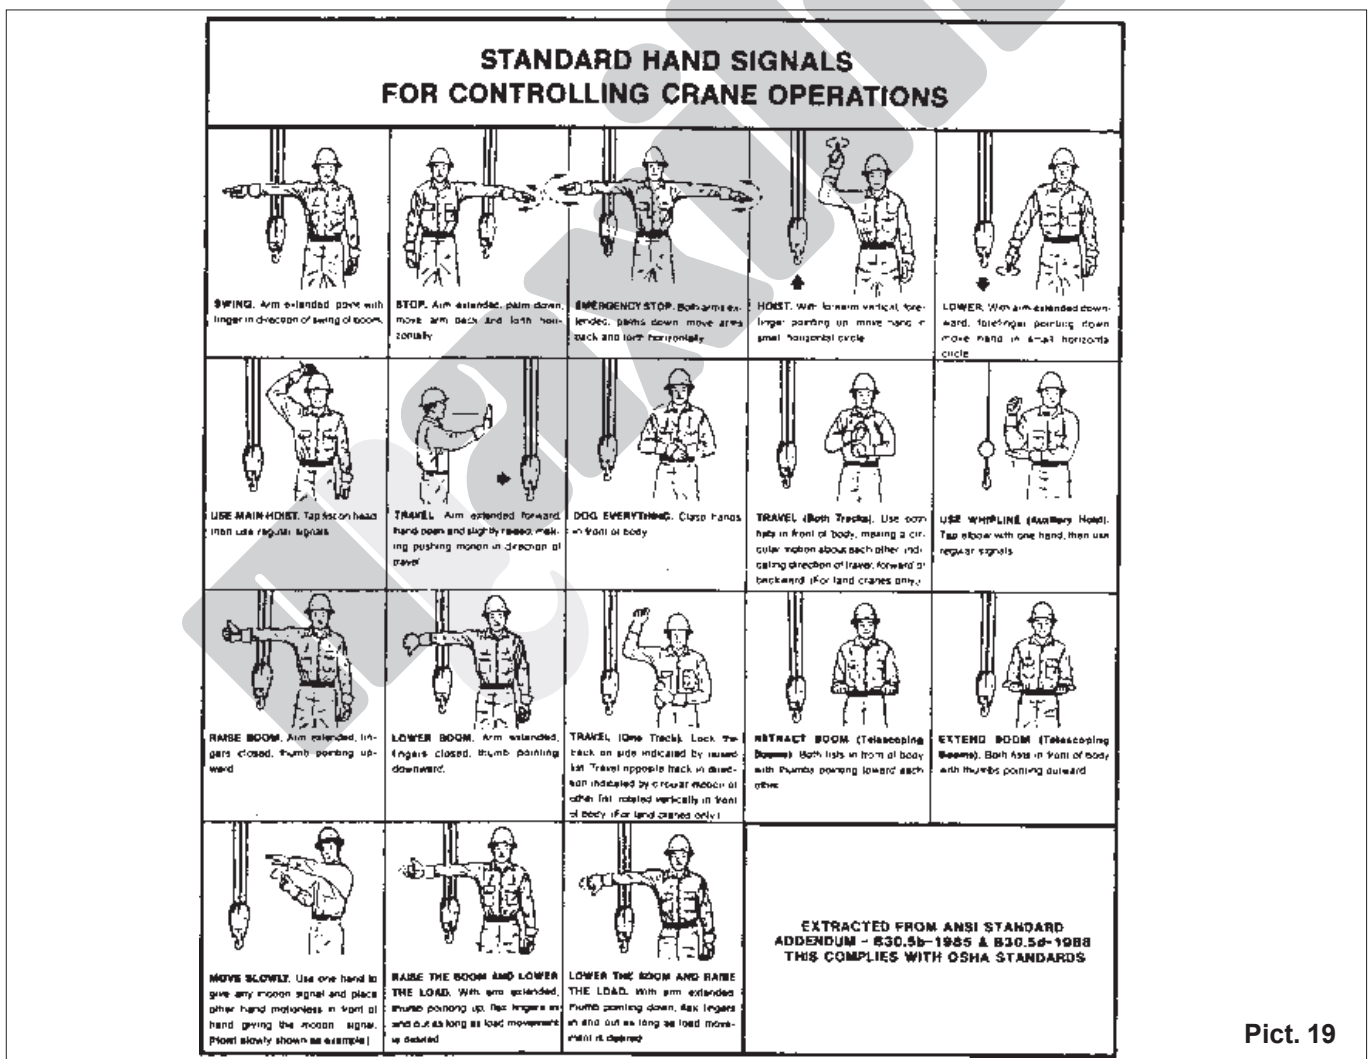 STANDARD HAND SIGNALS
FOR CONTROLLING CRANE OPERATIONS
SWING. Arm extended, point with
finger in direction of swing of boom.
STOP. Arm extended, palm down,
move arm back and forth hori-
zontally
EMERGENCY STOP. Both arms ex-
tended, palms down move arms
back and forth horizontally
HOIST. With forearm vertical, fore-
finger pointing up move hand in
small horizontal circle
LOWER. With arm extended down-
ward, forefinger pointing down
move hand in small horizontal
circle
USE MAIN HOIST. Tap fist on head
then use regular signals
TRAVEL Arm extended forward
hand open and slightly raised, mak-
ing pushing motion in direction of
travel
DOG EVERYTHING. Clasp hands
in front of body
TRAVEL (Both Tracks). Use both
fists in front of body, making a cir-
cular motion about each other indi-
cating direction of travel, forward or
backward (For land cranes only.)
USE WHIPLINE (Auxiliary Hoist).
Tap elbow with one hand, then use
regular signals
RAISE BOOM. Arm extended, fin-
gers closed, thumb pointing up-
ward
LOWER BOOM. Arm extended,
fingers closed, thumb pointing
downward.
TRAVEL (One Track). Lock the
track on side indicated by raised
fist Travel opposite track in direc-
tion indicated by circular motion of
other fist rotated vertically in front
of body (For land cranes only)
RETRACT BOOM (Telescoping
Booms). Both fists in front of body
with thumbs pointing toward each
other
EXTEND BOOM (Telescoping
Booms). Both fists in front of body
with thumbs pointing outward
MOVE SLOWLY. Use one hand to
give any motion signal and place
other hand motionless in front of
hand giving the motion signal.
(Hoist slowly shown as example)
RAISE THE BOOM AND LOWER
THE LOAD. With arm extended,
thumb pointing up, flex fingers in
and out as long as load movement
is desired
LOWER THE BOOM AND RAISE
THE LOAD. With arm extended
thumb pointing down, flex fingers
in and out as long as load move-
ment is desired
EXTRACTED FROM ANSI STANDARD
ADDENDUM - B30.5b-1985 & B30.5d-1988
THIS COMPLIES WITH OSHA STANDARDS
Pict. 19